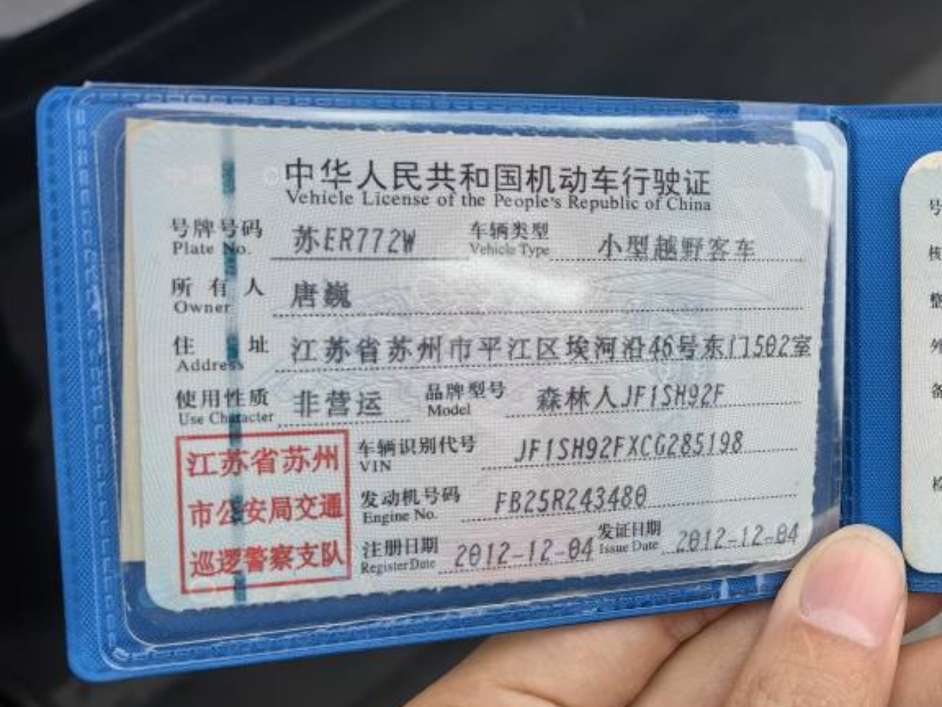 中华人民共和国机动车行驶证
Vehicle License of the People's Republic of China
号牌号码 苏ER772W 车辆类型 小型越野客车
Plate No. Vehicle Type
所有人 唐巍
Owner
住址 江苏省苏州市平江区埃河沿46号东门502室
Address
使用性质 非营运 品牌型号 森林人JF1SH92F
Use Character Model
江苏省苏州
市公安局交通
巡逻警察支队
车辆识别代号 JF1SH92FXCG285198
VIN
发动机号码 FB25R243480
Engine No.
注册日期 2012-12-04 发证日期 2012-12-04
Register Date Issue Date
号
核
整
外
备
检